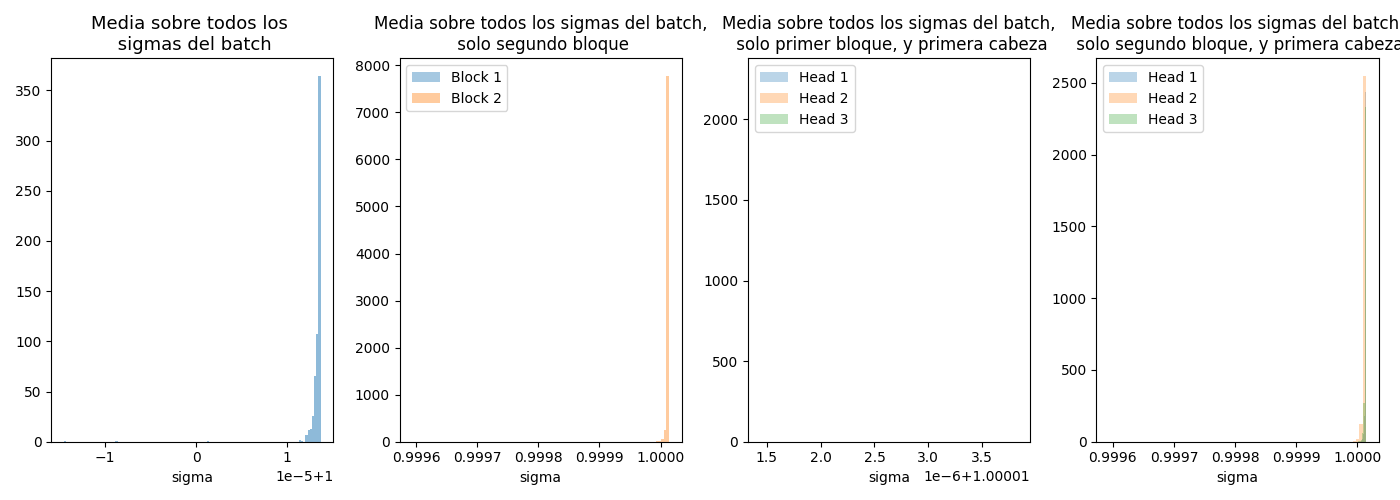 Media sobre todos los
sigmas del batch
350
300
250
200
150
100
50
0
−1
0
1
1e−5+1
sigma
Media sobre todos los sigmas del batch,
solo segundo bloque
Block 1
Block 2
8000
7000
6000
5000
4000
3000
2000
1000
0
0.9996
0.9997
0.9998
0.9999
1.0000
sigma
Media sobre todos los sigmas del batch,
solo primer bloque, y primera cabeza
Head 1
Head 2
Head 3
2000
1500
1000
500
0
1.5
2.0
2.5
3.0
3.5
sigma
1e−6+1.00001
Media sobre todos los sigmas del batch
solo segundo bloque, y primera cabeza
Head 1
Head 2
Head 3
2500
2000
1500
1000
500
0
0.9996
0.9997
0.9998
0.9999
1.0000
sigma